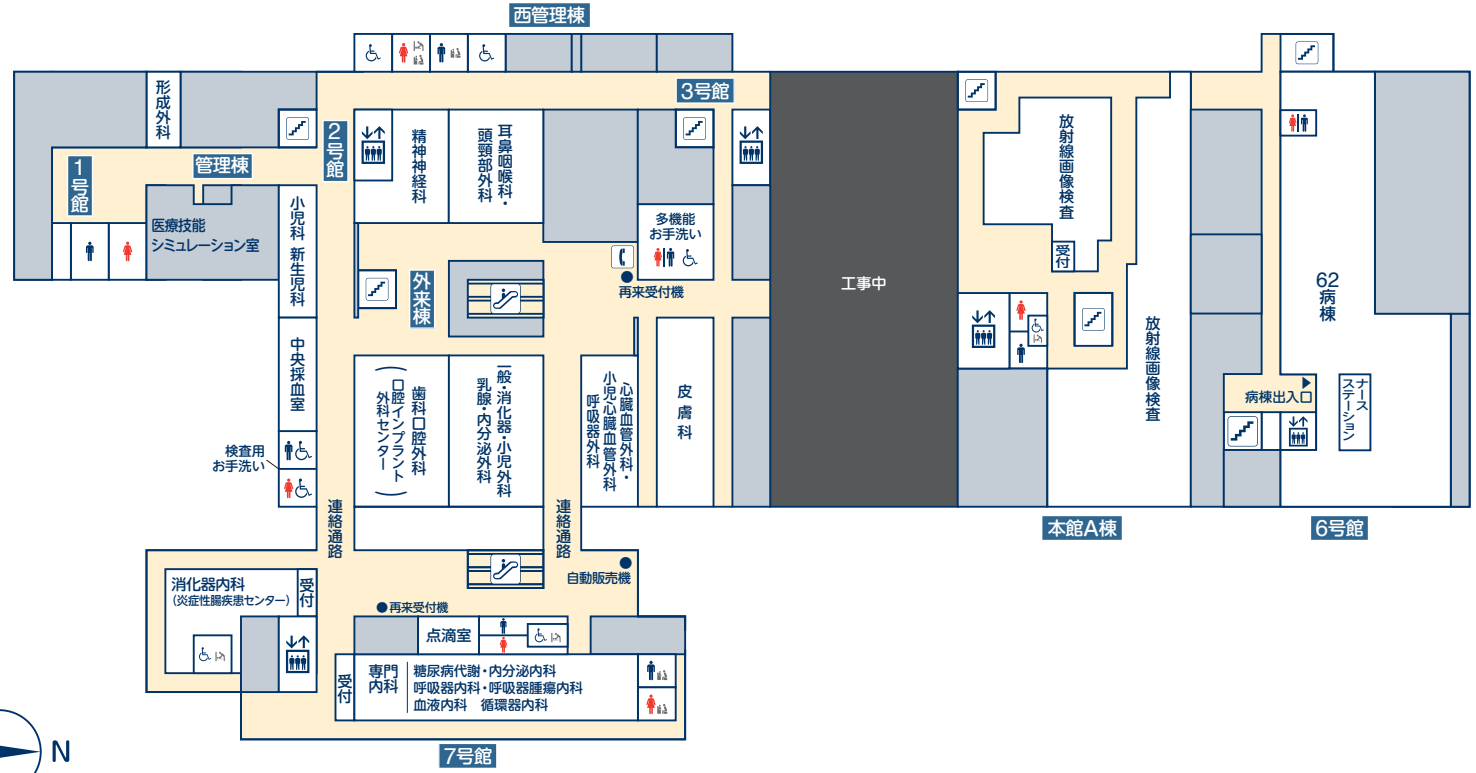 西管理棟
形成外科
3号館
2号館
管理棟
1号館
精神神経科
耳鼻咽喉科・
頭頸部外科
放射線画像検査
受付
医療技能
シミュレーション室
小児科 新生児科
多機能
お手洗い
再来受付機
外来棟
工事中
62
病棟
中央採血室
歯科口腔外科
(口腔インプラント
外科センター)
一般・消化器・小児外科
乳腺・内分泌外科
心臓血管外科・
小児心臓血管外科
呼吸器外科
皮膚科
放射線画像検査
病棟出入口
ナース
ステーション
検査用
お手洗い
連絡通路
連絡通路
本館A棟
6号館
消化器内科
(炎症性腸疾患センター)
受付
自動販売機
再来受付機
点滴室
受付
専門
内科
糖尿病代謝・内分泌内科
呼吸器内科・呼吸器腫瘍内科
血液内科 循環器内科
7号館
N